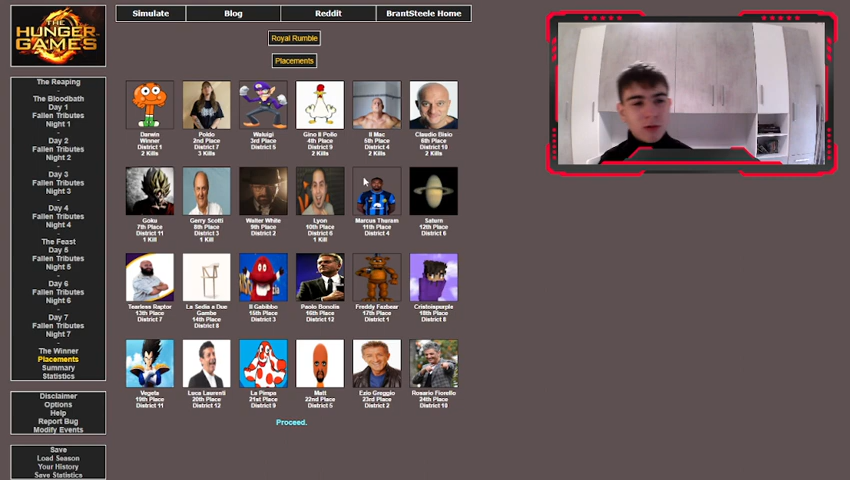 THE
HUNGER
GAMES
Simulate
Blog
Reddit
BrantSteele Home
Royal Rumble
Placements
The Reaping
-
The Bloodbath
Day 1
Fallen Tributes
Night 1
-
Day 2
Fallen Tributes
Night 2
-
Day 3
Fallen Tributes
Night 3
-
Day 4
Fallen Tributes
Night 4
-
The Feast
Day 5
Fallen Tributes
Night 5
-
Day 6
Fallen Tributes
Night 6
-
Day 7
Fallen Tributes
Night 7
-
The Winner
Placements
Summary
Statistics
Disclaimer
Options
Help
Report Bug
Modify Events
Save
Load Season
Your History
Save Statistics
Darwin
Winner
District 1
2 Kills
Poldo
2nd Place
District 7
3 Kills
Waluigi
3rd Place
District 5
Gino Il Pollo
4th Place
District 9
2 Kills
Il Mac
5th Place
District 4
2 Kills
Claudio Bisio
6th Place
District 10
2 Kills
Goku
7th Place
District 11
1 Kill
Gerry Scotti
8th Place
District 3
1 Kill
Walter White
9th Place
District 2
Lyon
10th Place
District 6
1 Kill
Marcus Thuram
11th Place
District 4
Saturn
12th Place
District 6
Tearless Raptor
13th Place
District 7
La Sedia a Due
Gambe
14th Place
District 8
Il Gabibbo
15th Place
District 3
Paolo Bonolis
16th Place
District 12
Freddy Fazbear
17th Place
District 1
18th Place
District 8
Vegeta
19th Place
District 11
Luca Laurenti
20th Place
District 12
La Pimpa
21st Place
District 9
Matt
22nd Place
District 5
Ezio Greggio
23rd Place
District 2
Rosario Fiorello
24th Place
District 10
Proceed.